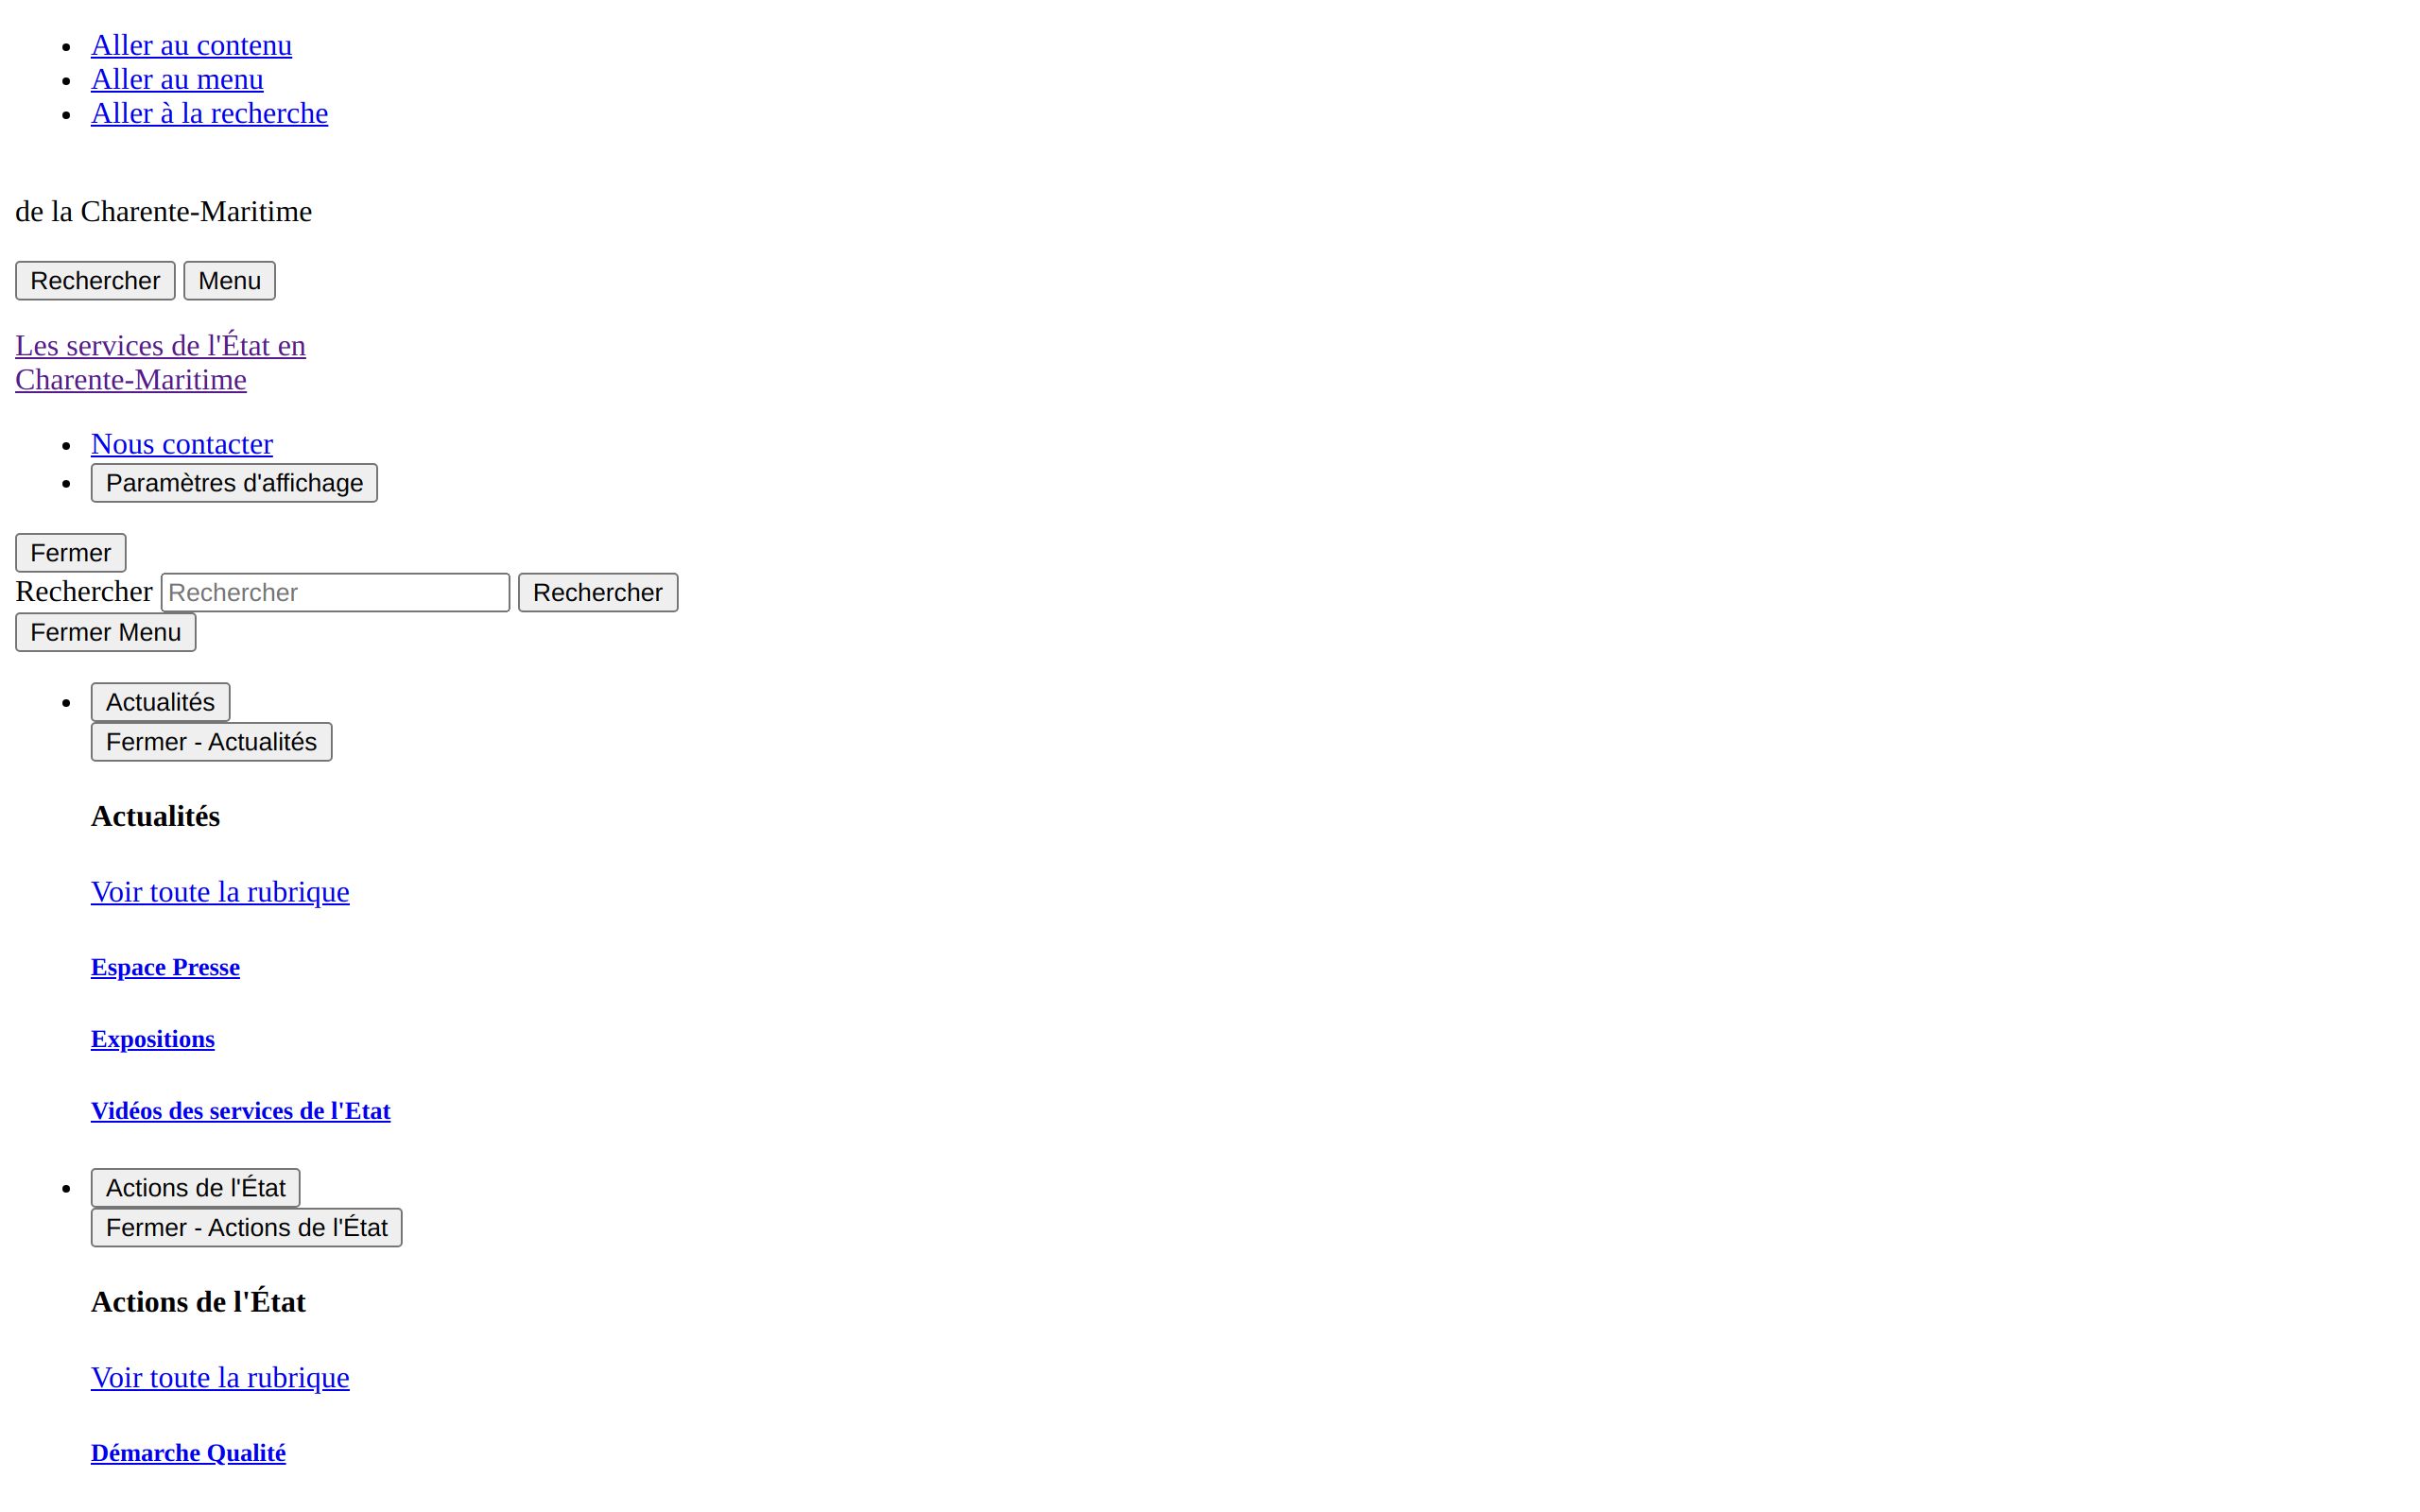 Aller au contenu
Aller au menu
Aller à la recherche
de la Charente-Maritime
Rechercher Menu
Les services de l'État en
Charente-Maritime
Nous contacter
Paramètres d'affichage
Fermer
Rechercher Rechercher Rechercher
Fermer Menu
Actualités
Fermer - Actualités
Actualités
Voir toute la rubrique
Espace Presse
Expositions
Vidéos des services de l'Etat
Actions de l'État
Fermer - Actions de l'État
Actions de l'État
Voir toute la rubrique
Démarche Qualité